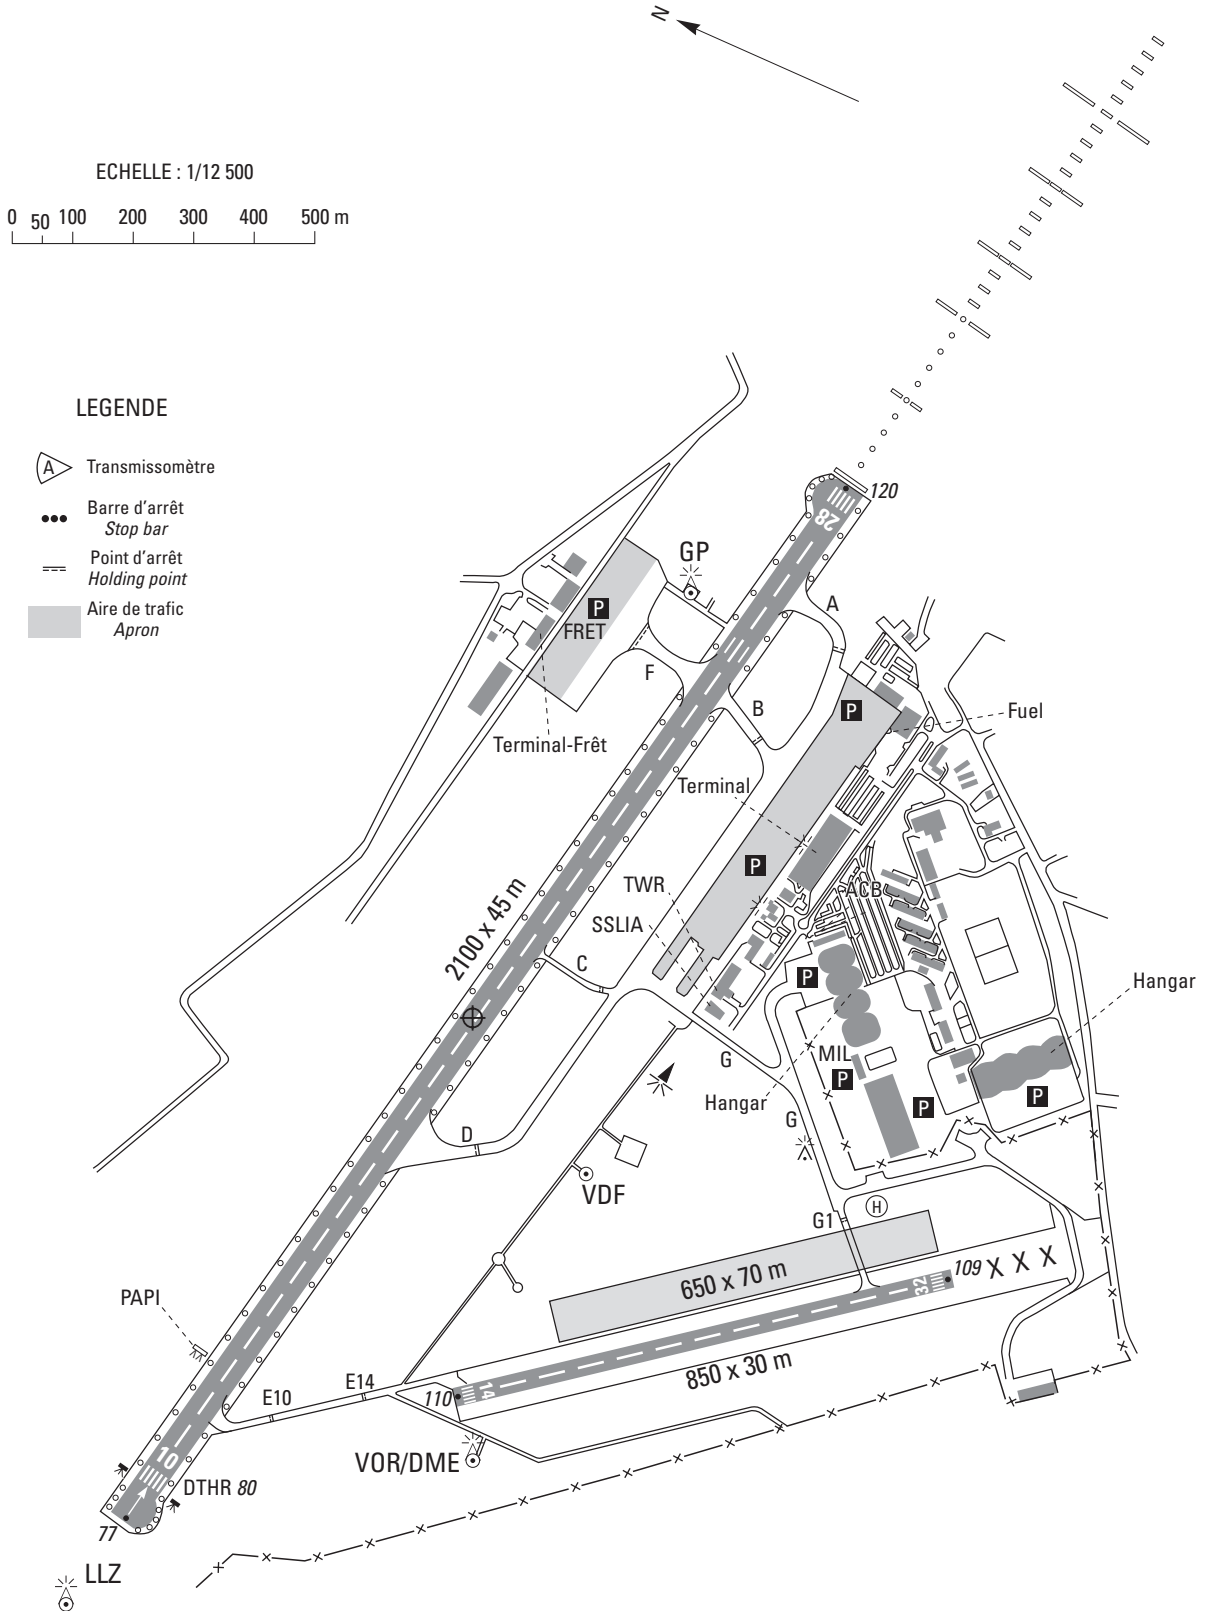 N
ECHELLE : 1/12 500
0 50 100 200 300 400 500 m
LEGENDE
A Transmissomètre
Barre d'arrêt
Stop bar
Point d'arrêt
Holding point
Aire de trafic
Apron
120
28
GP
P
FRET
A
F
B
P
Fuel
Terminal-Frêt
Terminal
P
TWR
ACB
SSLIA
2100 x 45 m
C
P
Hangar
G
MIL
P
Hangar
P
P
G
D
VDF
H
G1
650 x 70 m
109 X X X
32
PAPI
850 x 30 m
E14
E10
110
14
VOR/DME
10
DTHR 80
77
LLZ